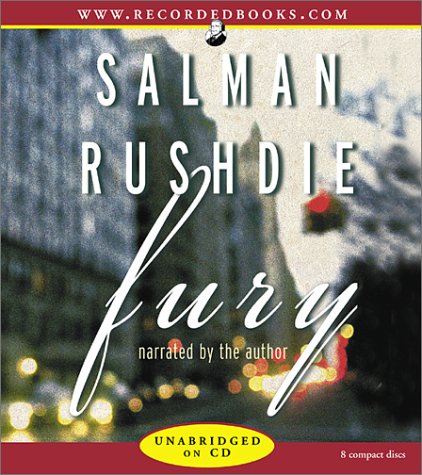 WWW.RECORDEDBOOKS.COM
SALMAN
RUSHDIE
fury
narrated by the author
UNABRIDGED
ON CD
8 compact discs